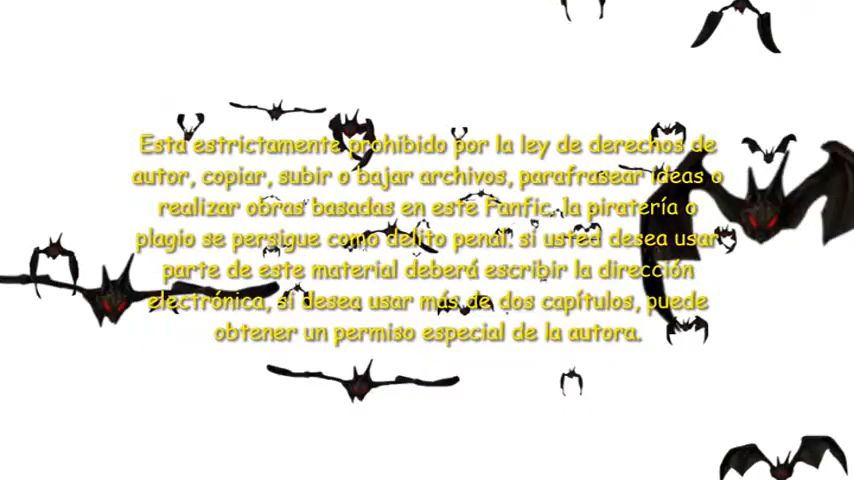 Esta estrictamente prohibido por la ley de derechos de
autor, copiar, subir o bajar archivos, parafrasear ideas o
realizar obras basadas en este Fanfic. la piratería o
plagio se persigue como delito penal. si usted desea usar
parte de este material deberá escribir la dirección
electrónica, si desea usar más de dos capítulos, puede
obtener un permiso especial de la autora.